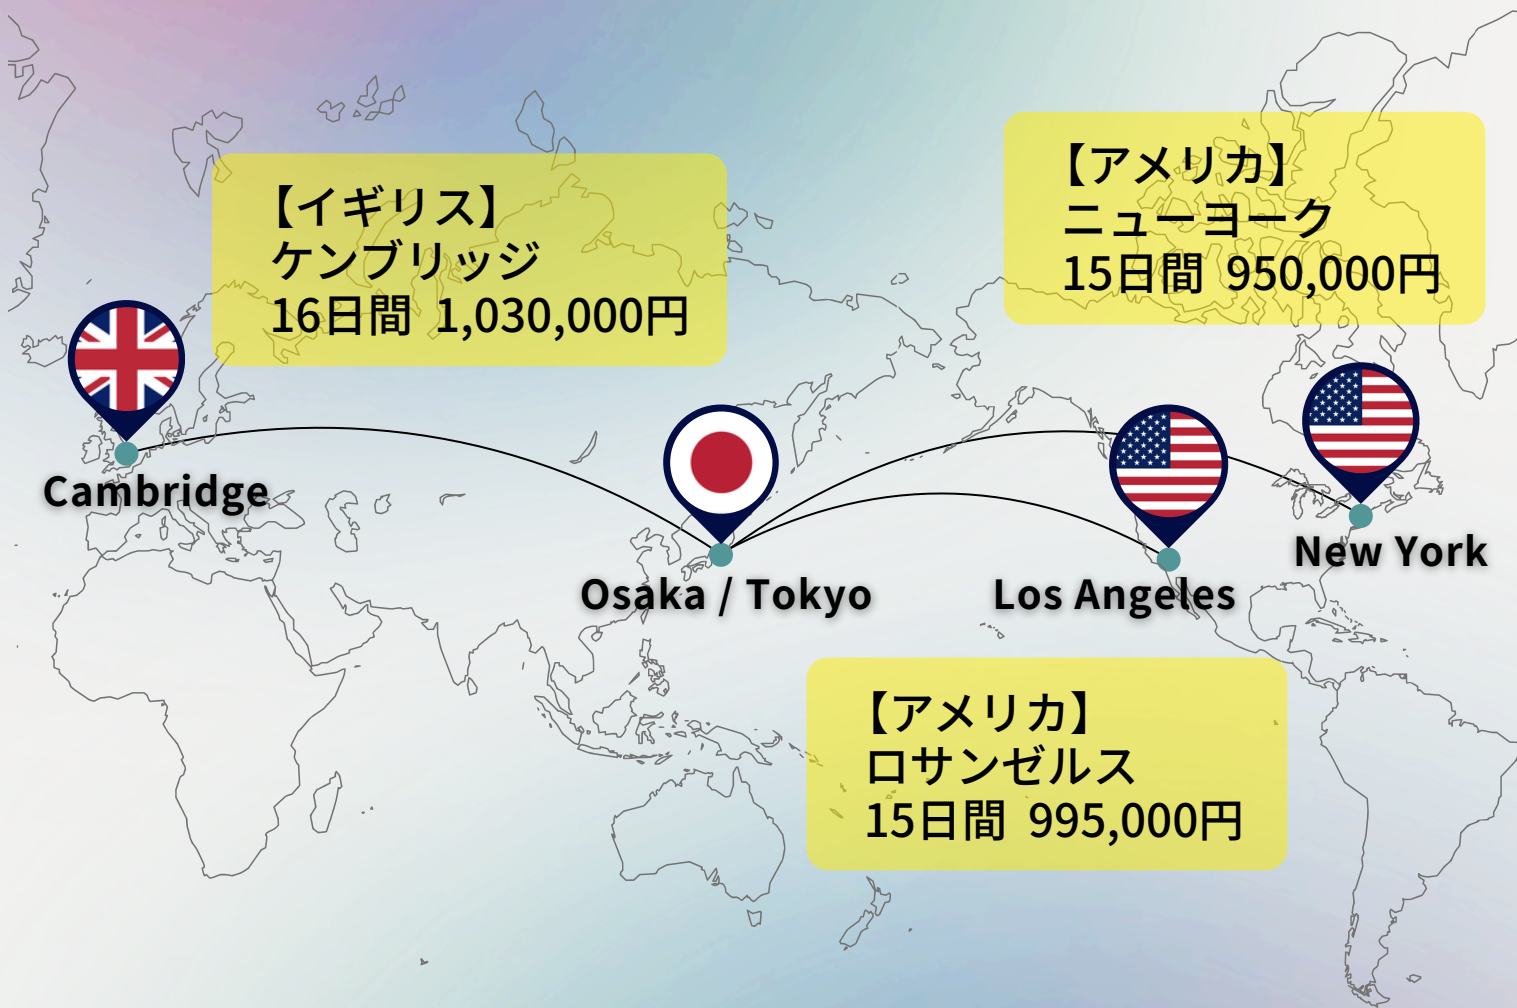 【イギリス】
ケンブリッジ
16日間 1,030,000円
【アメリカ】
ニューヨーク
15日間 950,000円
Cambridge
Osaka / Tokyo
Los Angeles
New York
【アメリカ】
ロサンゼルス
15日間 995,000円